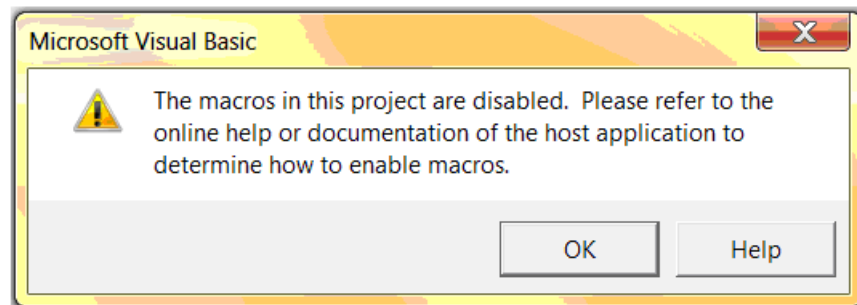 Microsoft Visual Basic
The macros in this project are disabled.  Please refer to the
online help or documentation of the host application to
determine how to enable macros.
OK
Help